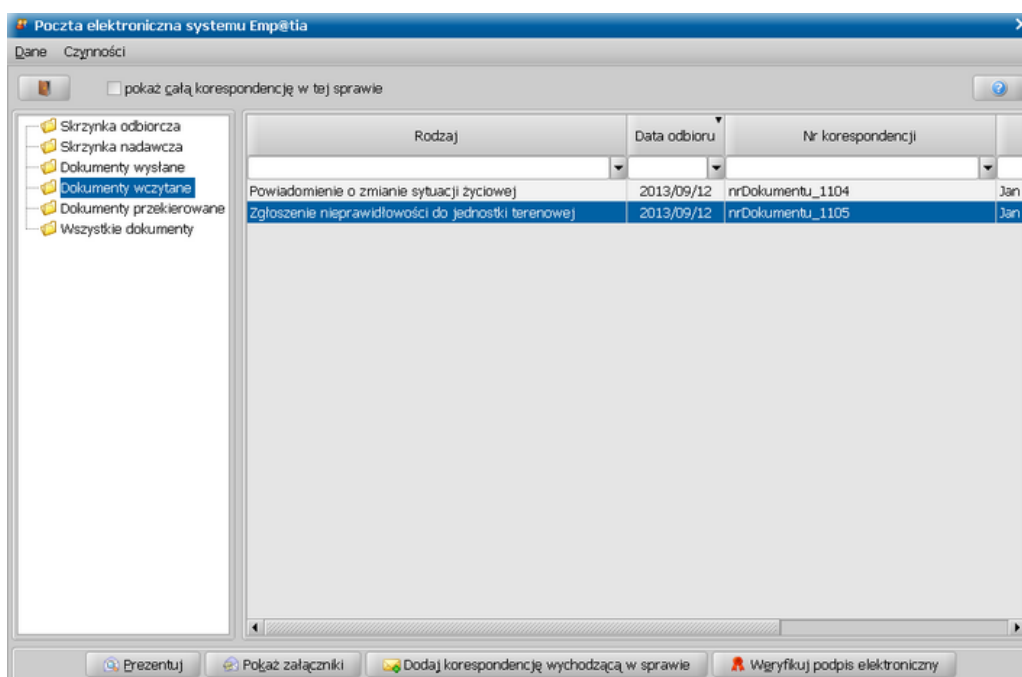 Poczta elektroniczna systemu Emp@tia
Dane Czynności
pokaż całą korespondencję w tej sprawie
Skrzynka odbiorcza
Skrzynka nadawcza
Dokumenty wysłane
Dokumenty wczytane
Dokumenty przekierowane
Wszystkie dokumenty
Rodzaj Data odbioru Nr korespondencji
Powiadomienie o zmianie sytuacji życiowej 2013/09/12 nrDokumentu_1104 Jan
Zgłoszenie nieprawidłowości do jednostki terenowej 2013/09/12 nrDokumentu_1105 Jan
Prezentuj Pokaż załączniki Dodaj korespondencję wychodzącą w sprawie Weryfikuj podpis elektroniczny